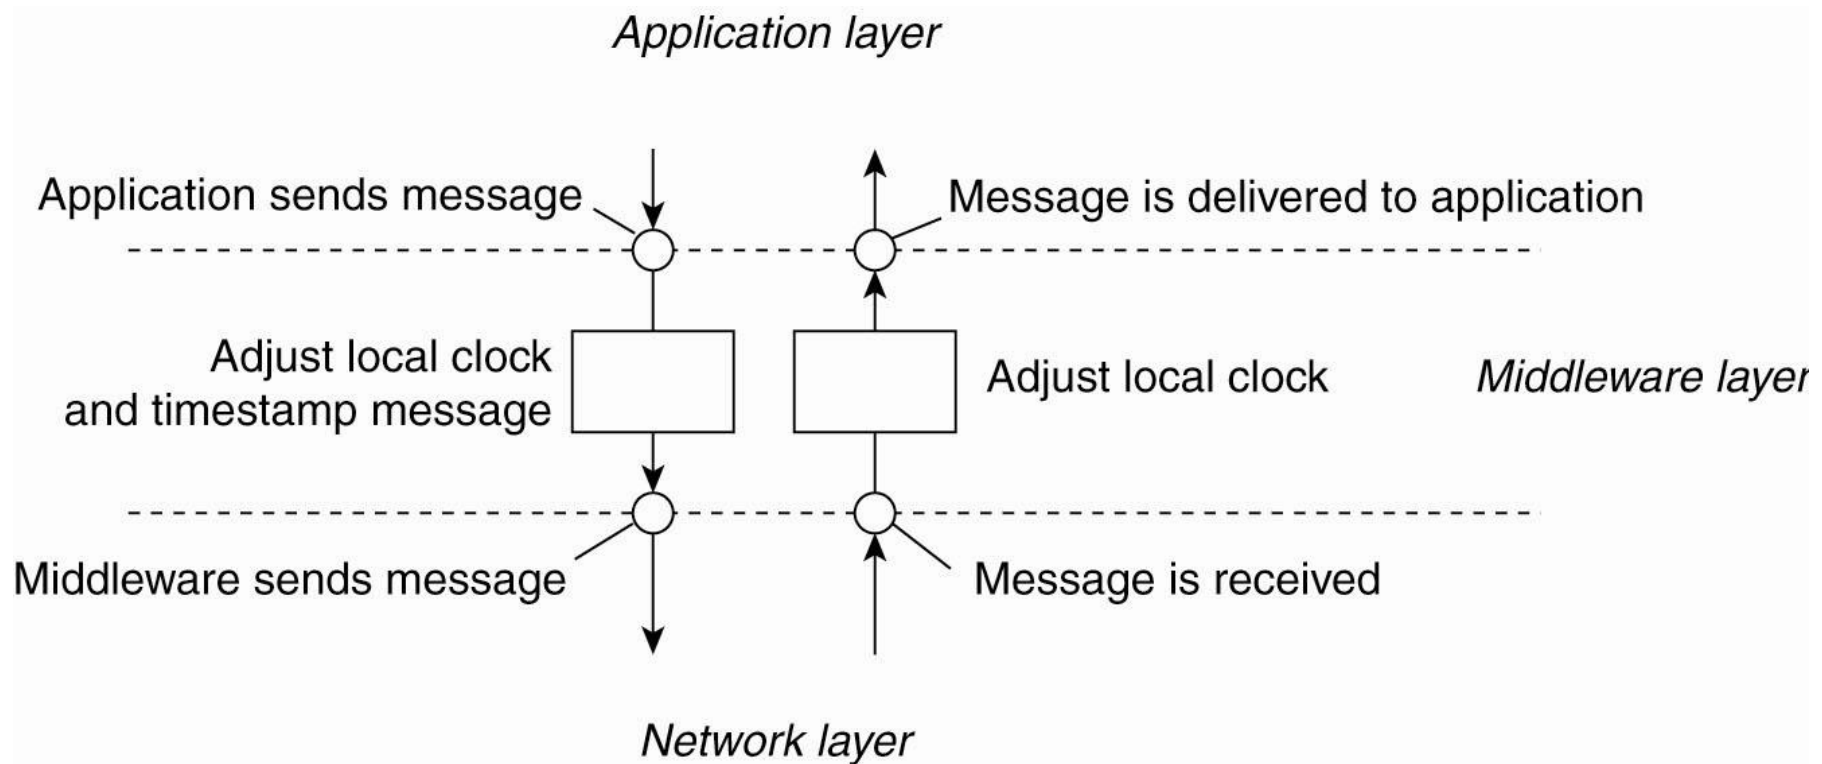 Application layer
Application sends message
Message is delivered to application
Adjust local clock
and timestamp message
Adjust local clock
Middleware layer
Middleware sends message
Message is received
Network layer